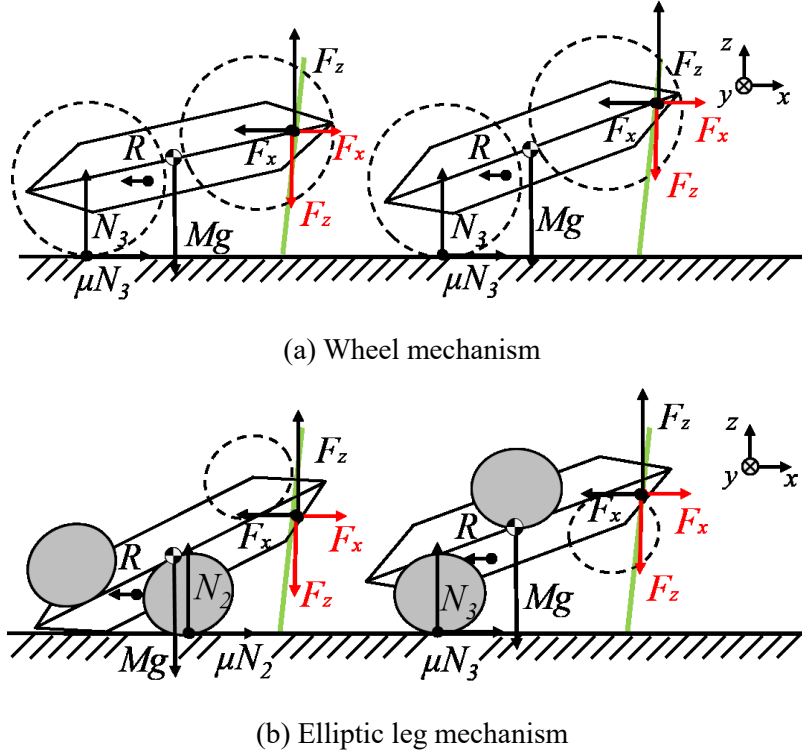 F_z
F_z
z
y
x
R
F_x
F_x
R
F_x
F_x
N_3
Mg
F_z
N_3
Mg
F_z
μN_3
μN_3
(a) Wheel mechanism
F_z
F_z
z
y
x
R
F_x
F_x
R
F_x
F_x
N_2
F_z
N_3
Mg
F_z
Mg
μN_2
μN_3
(b) Elliptic leg mechanism